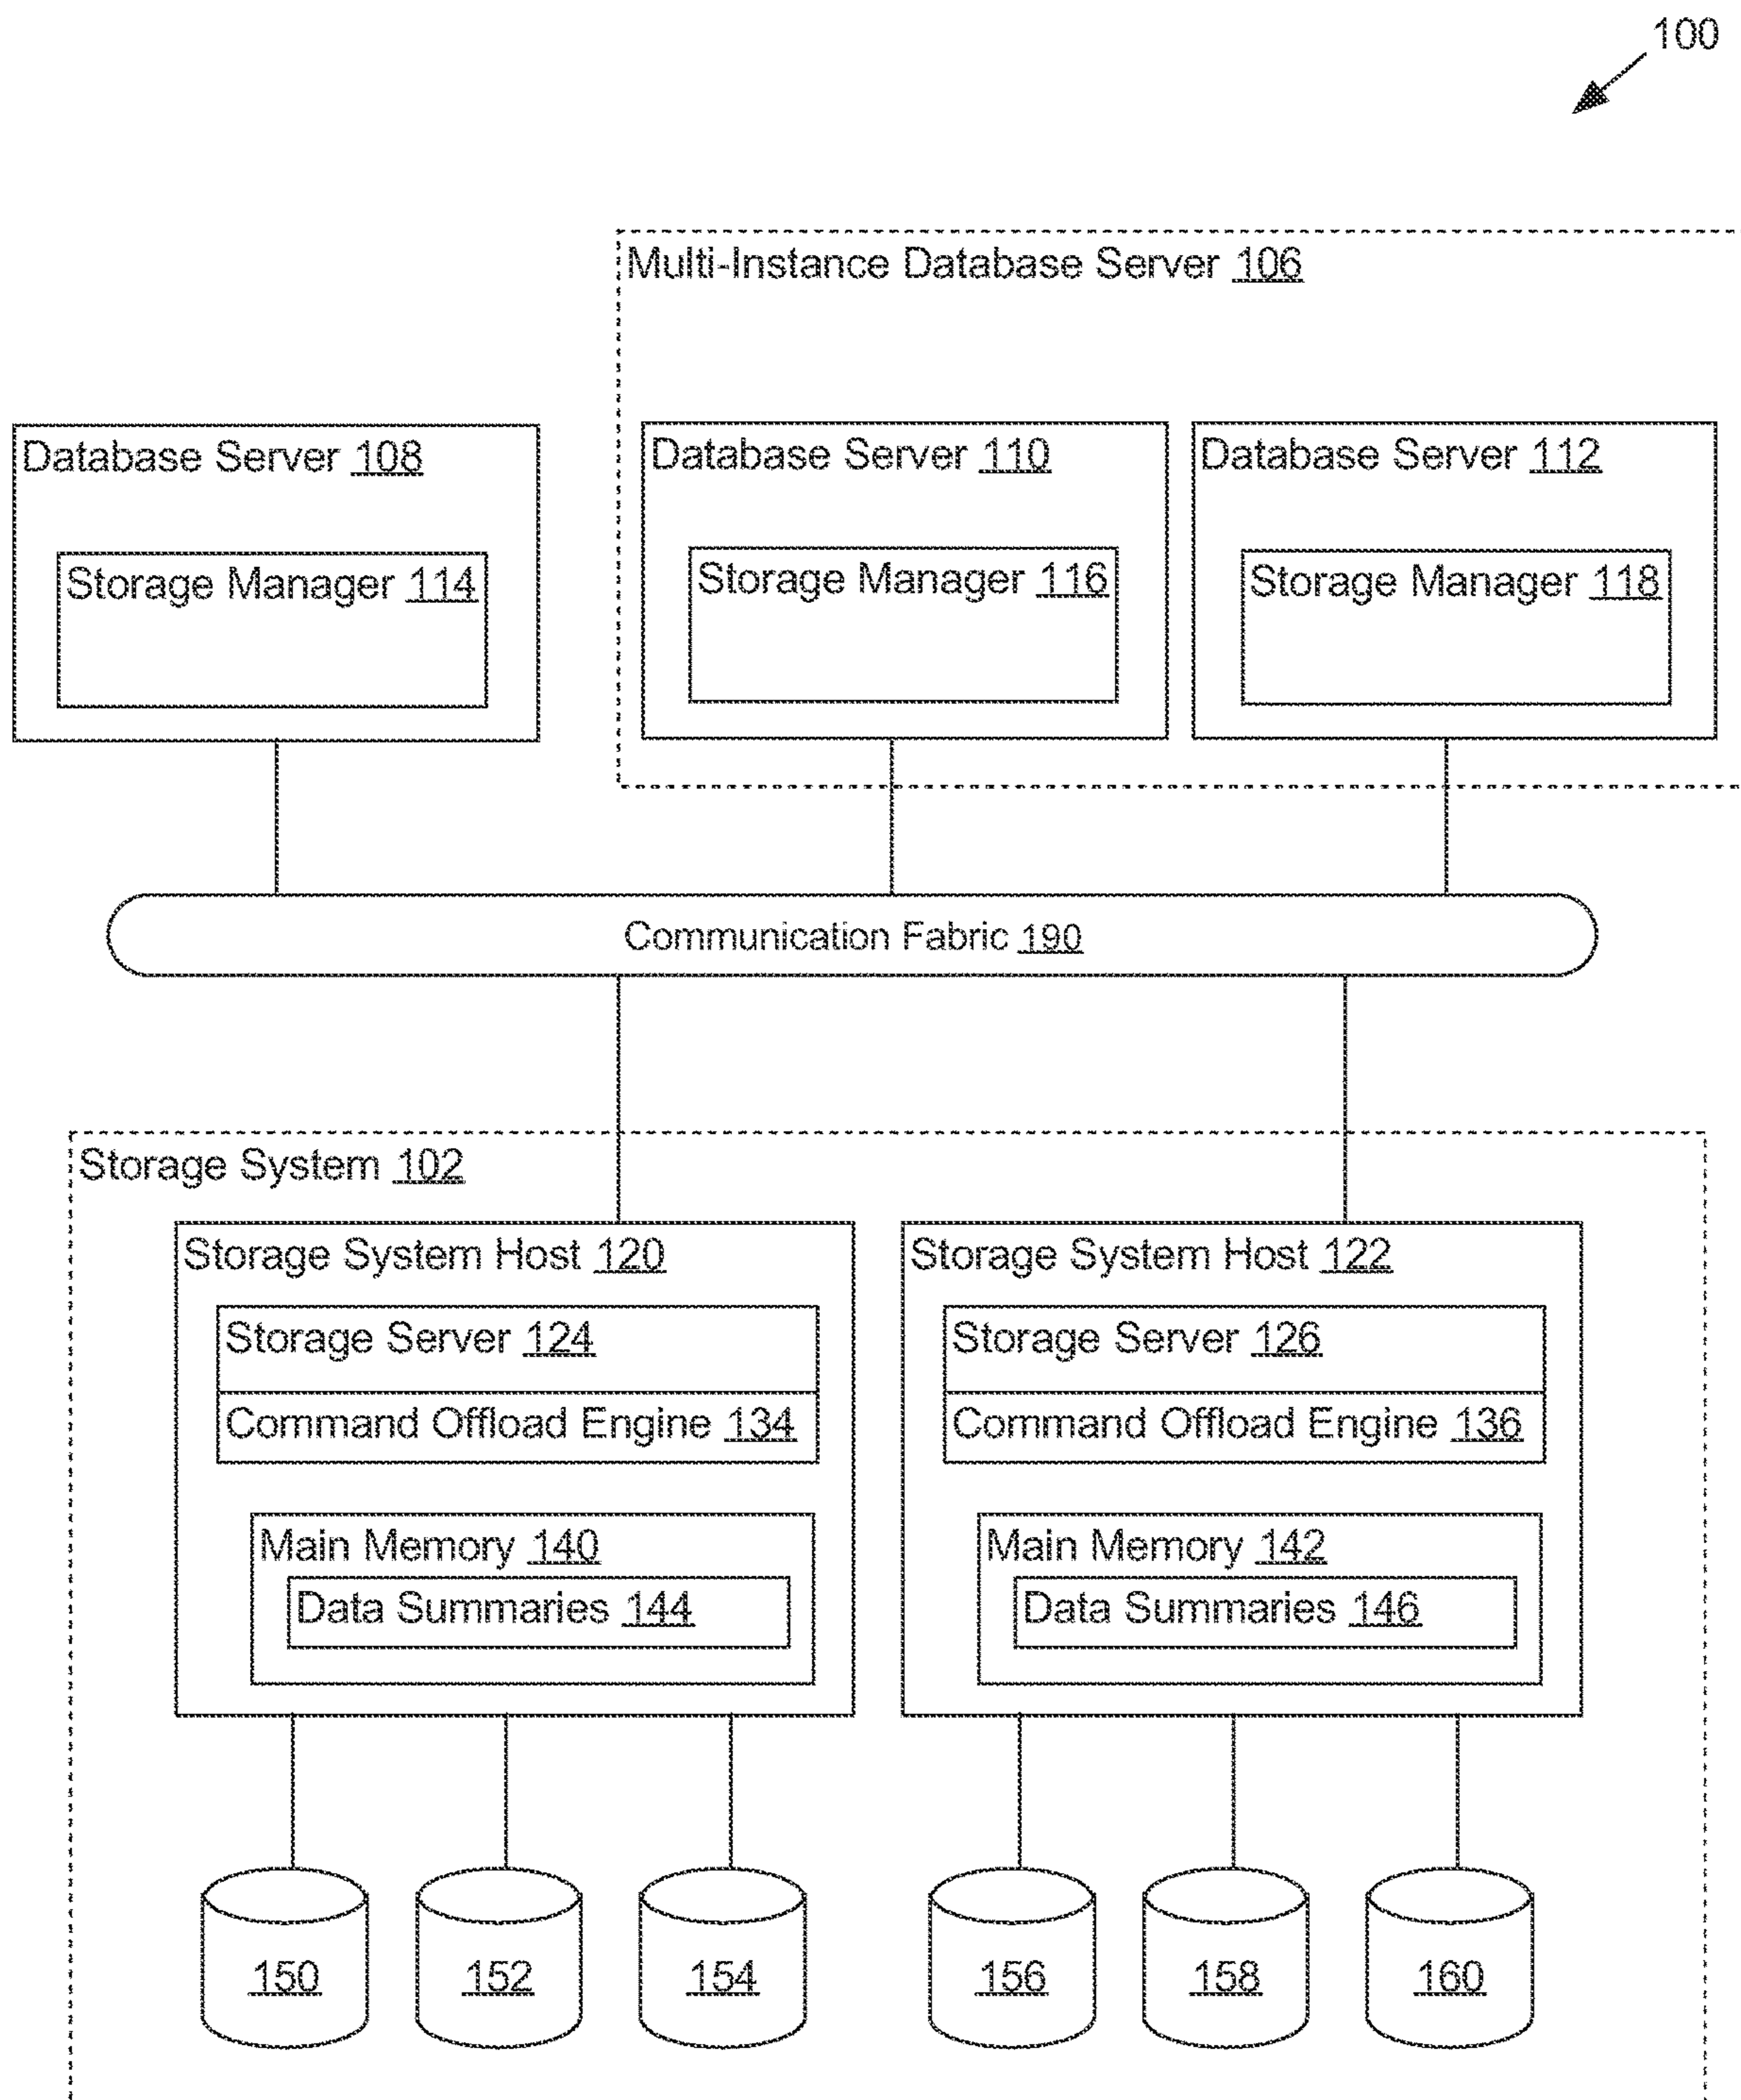 100
Multi-Instance Database Server 106
Database Server 108
Database Server 110
Database Server 112
Storage Manager 114
Storage Manager 116
Storage Manager 118
Communication Fabric 190
Storage System 102
Storage System Host 120
Storage System Host 122
Storage Server 124
Storage Server 126
Command Offload Engine 134
Command Offload Engine 136
Main Memory 140
Main Memory 142
Data Summaries 144
Data Summaries 146
150
152
154
156
158
160